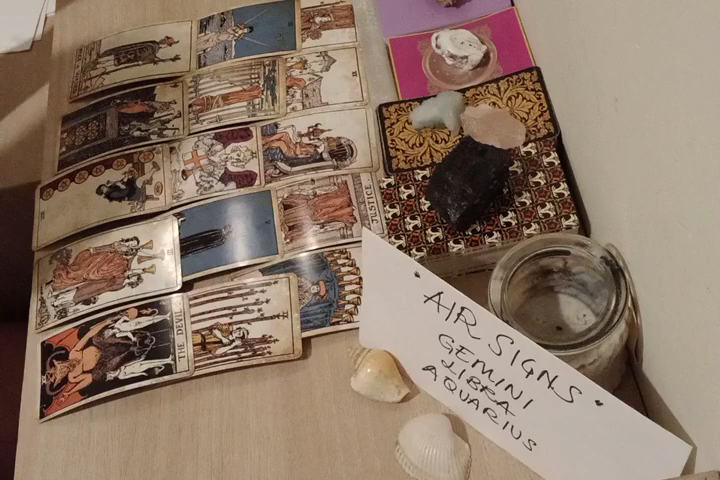 JUSTICE
THE DEVIL
• AIR SIGNS •
GEMINI
LIBRA
AQUARIUS